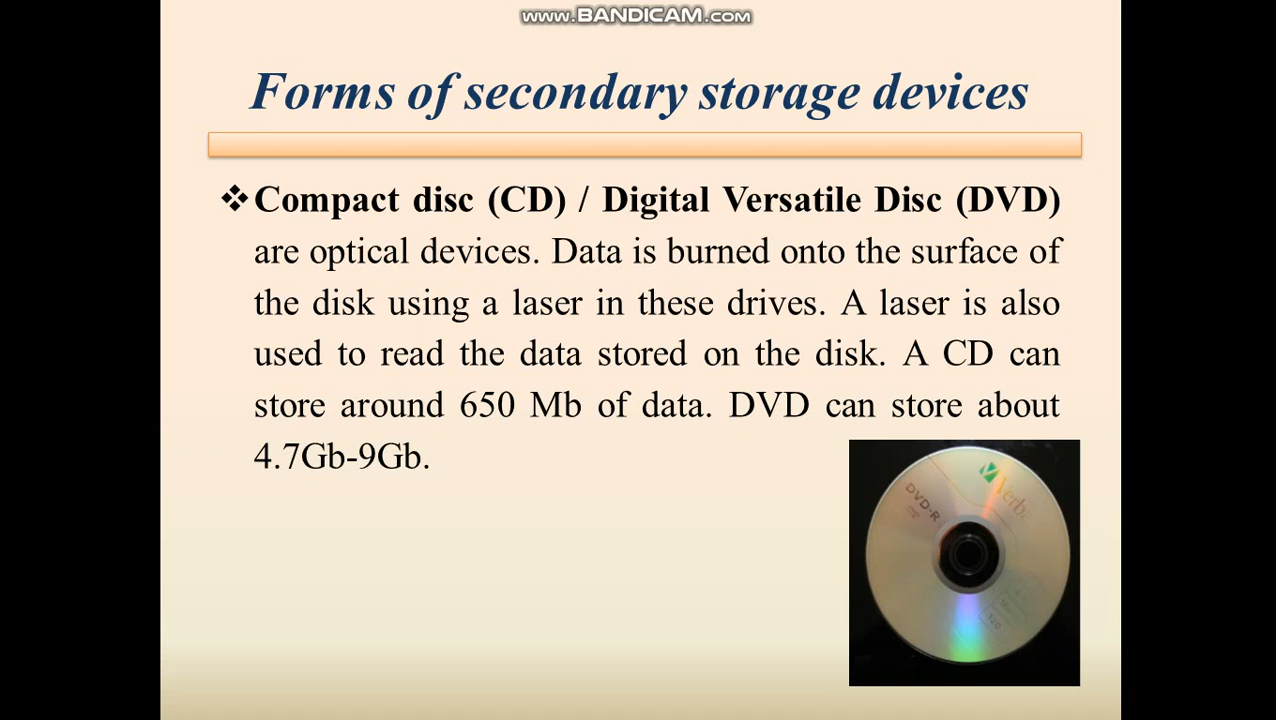 www.BANDICAM.com
Forms of secondary storage devices
❖Compact disc (CD) / Digital Versatile Disc (DVD)
are optical devices. Data is burned onto the surface of
the disk using a laser in these drives. A laser is also
used to read the data stored on the disk. A CD can
store around 650 Mb of data. DVD can store about
4.7Gb-9Gb.
DVD-R
120